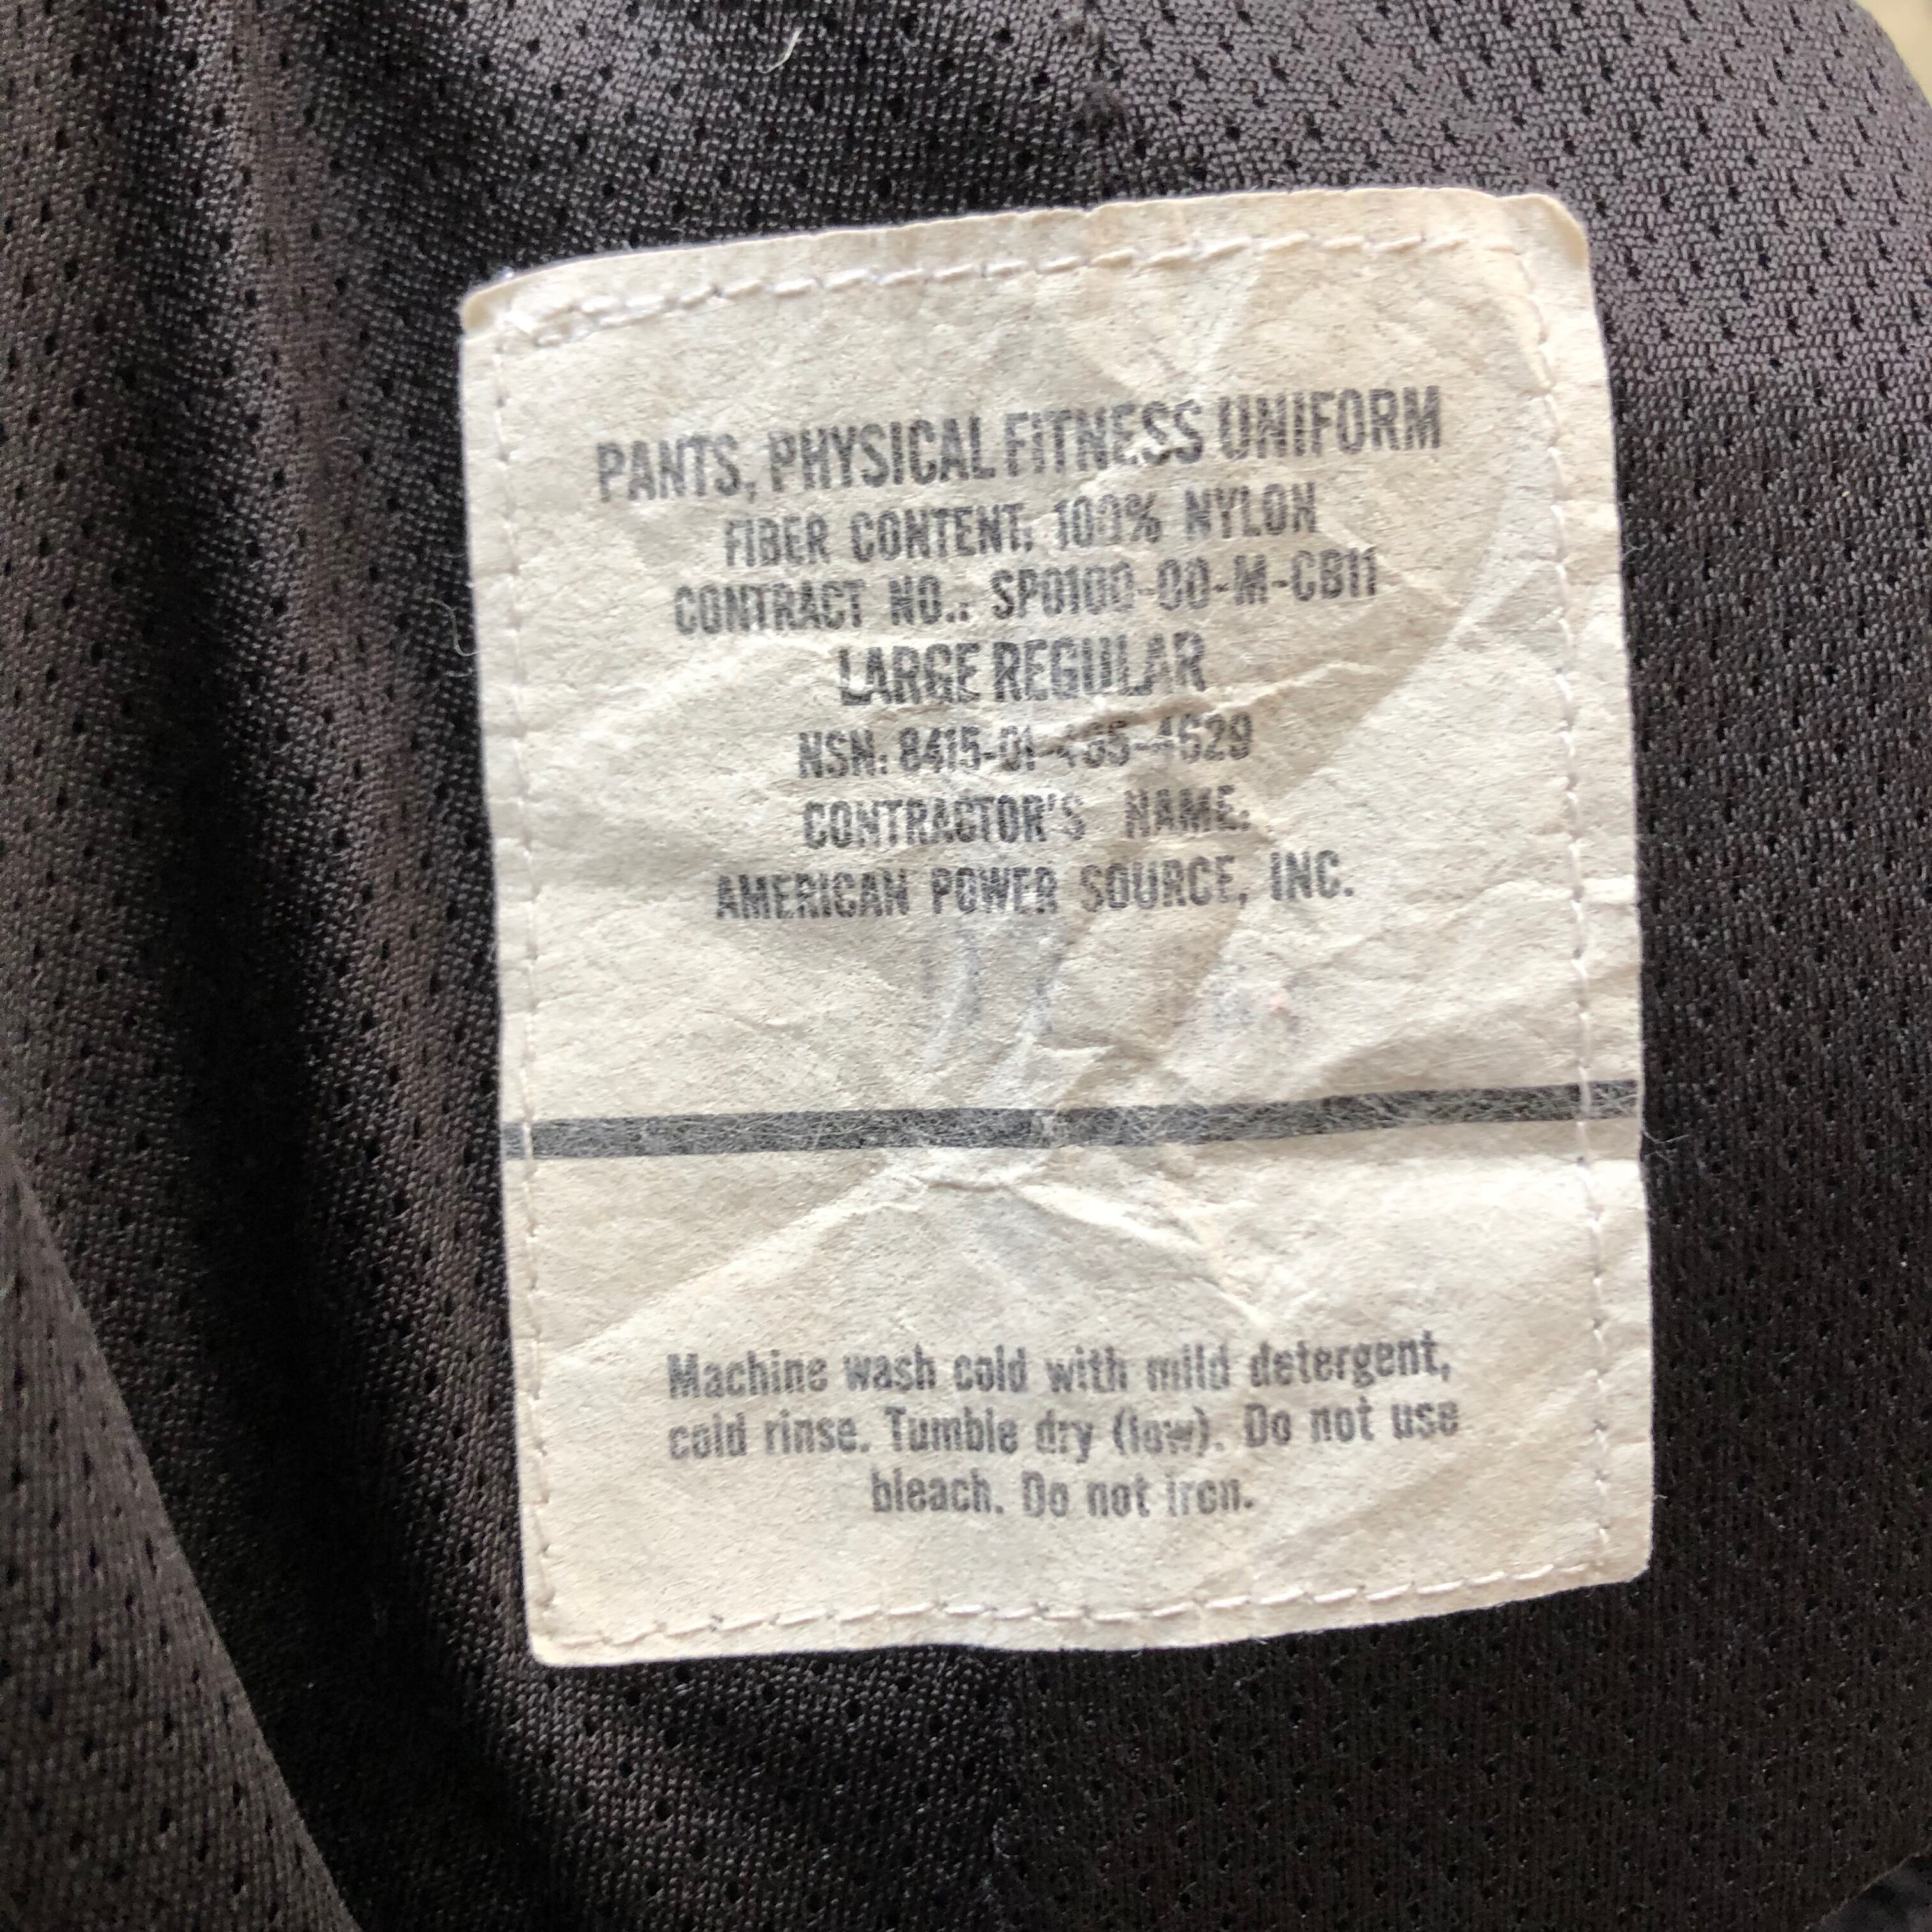 PANTS, PHYSICAL FITNESS UNIFORM
FIBER CONTENT: 100% NYLON
CONTRACT NO.: SP0100-00-M-CB11
LARGE REGULAR
NSN:
CONTRACTOR'S NAME:
AMERICAN POWER SOURCE, INC.
Machine wash cold with mild detergent,
cold rinse. Tumble dry (low). Do not use
bleach. Do not iron.